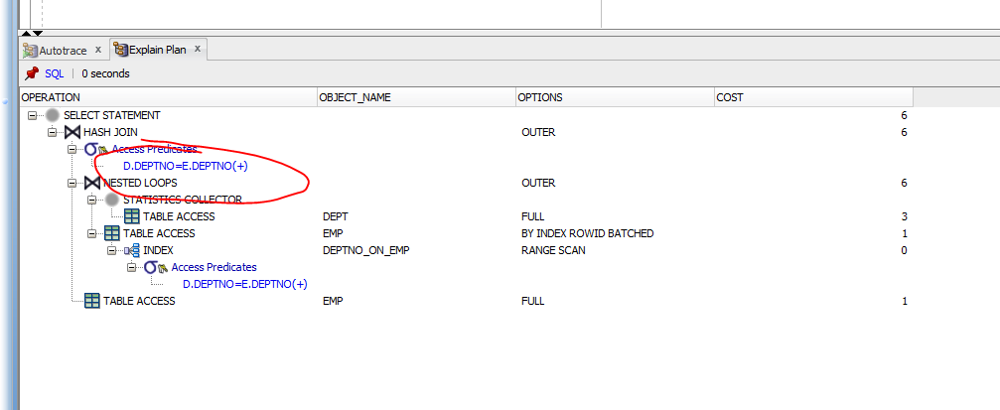 Autotrace x Explain Plan x
SQL 0 seconds
OPERATION OBJECT_NAME OPTIONS COST
SELECT STATEMENT 6
HASH JOIN OUTER 6
Access Predicates
D.DEPTNO=E.DEPTNO(+)
NESTED LOOPS OUTER 6
STATISTICS COLLECTOR
TABLE ACCESS DEPT FULL 3
TABLE ACCESS EMP BY INDEX ROWID BATCHED 1
INDEX DEPTNO_ON_EMP RANGE SCAN 0
Access Predicates
D.DEPTNO=E.DEPTNO(+)
TABLE ACCESS EMP FULL 1